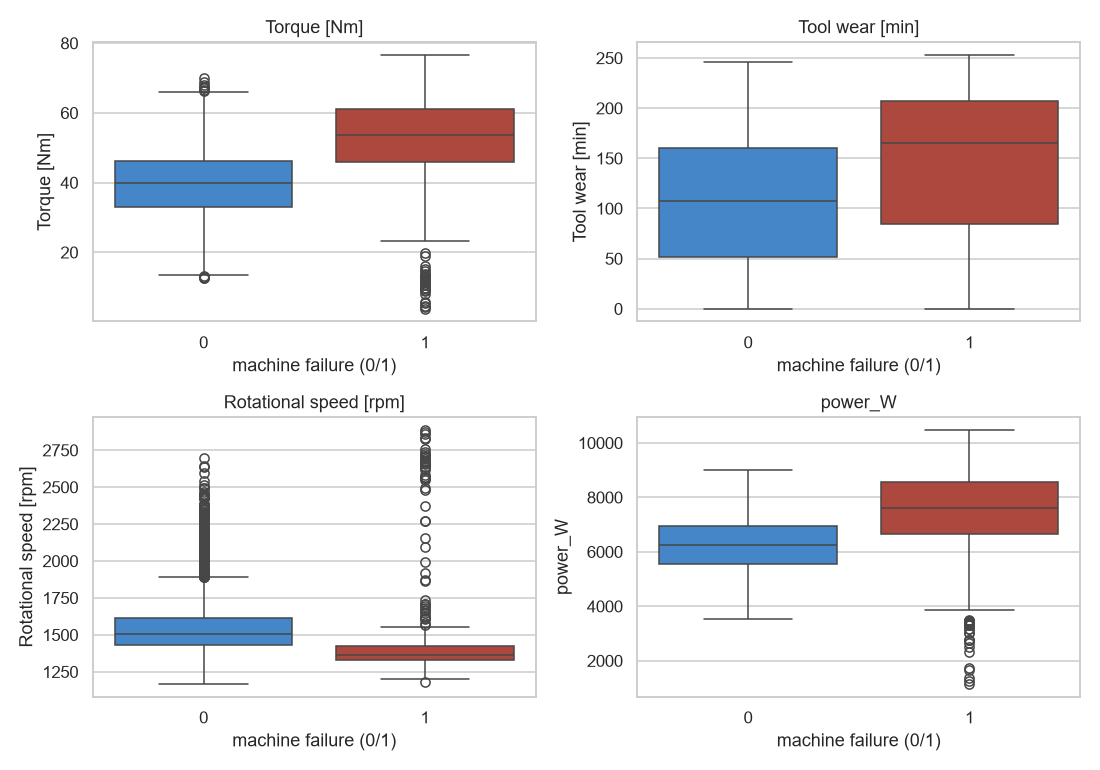 Torque [Nm]
80
60
40
20
Torque [Nm]
0
1
machine failure (0/1)
Tool wear [min]
250
200
150
100
50
0
Tool wear [min]
0
1
machine failure (0/1)
Rotational speed [rpm]
2750
2500
2250
2000
1750
1500
1250
Rotational speed [rpm]
0
1
machine failure (0/1)
power_W
10000
8000
6000
4000
2000
power_W
0
1
machine failure (0/1)